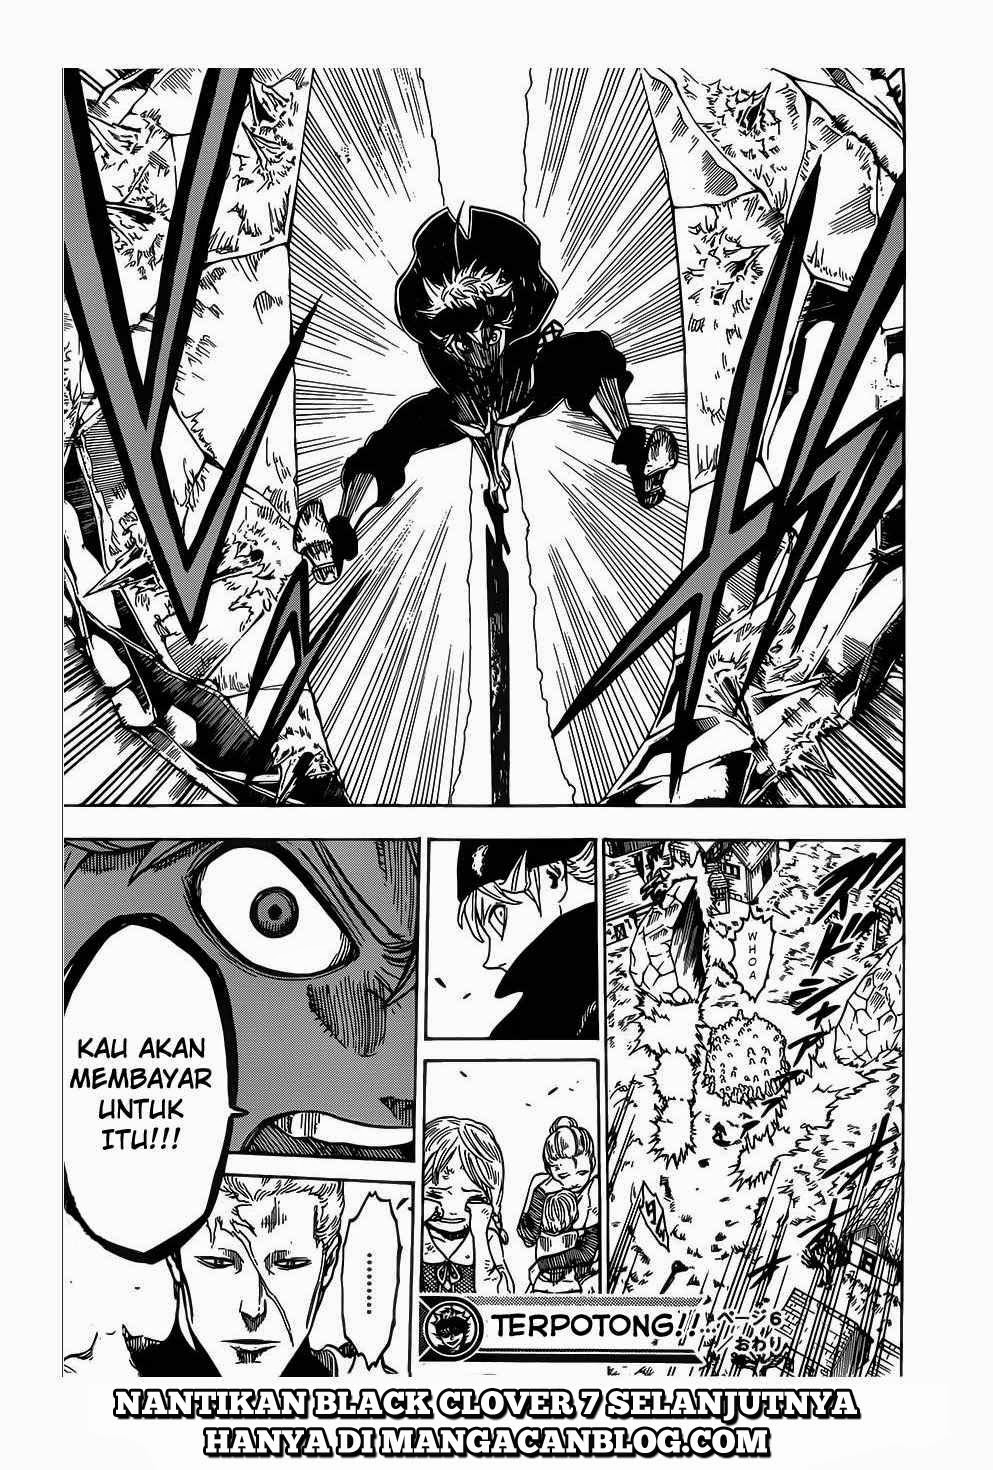 WHOA
KAU AKAN
MEMBAYAR
UNTUK
ITU!!!
..........
TERPOTONG!!
ページ6
おわり
NANTIKAN BLACK CLOVER 7 SELANJUTNYA
HANYA DI MANGACANBLOG.COM